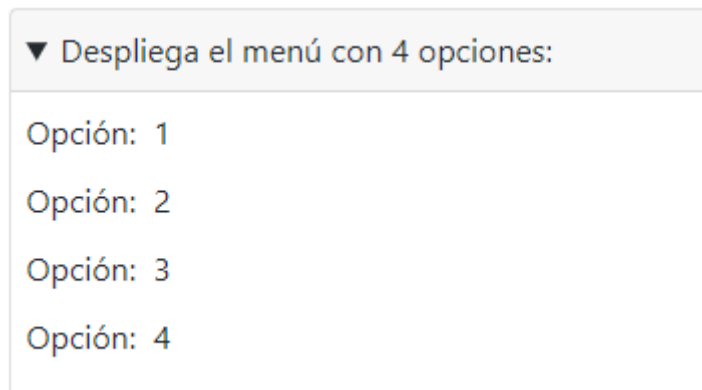 ▼ Despliega el menú con 4 opciones:
Opción: 1
Opción: 2
Opción: 3
Opción: 4